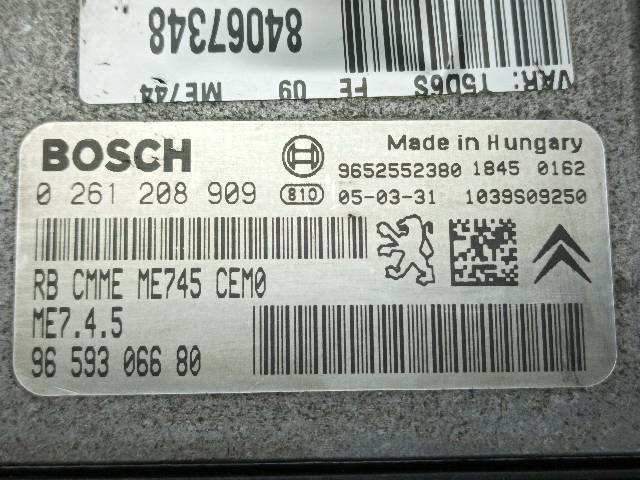 84067348
VAR: Y5D6S FE 09 ME744
BOSCH
Made in Hungary
9652552380 1845 0162
0 261 208 909
810
05-03-31 1039S09250
RB CMME ME745 CEM0
ME7.4.5
96 593 066 80